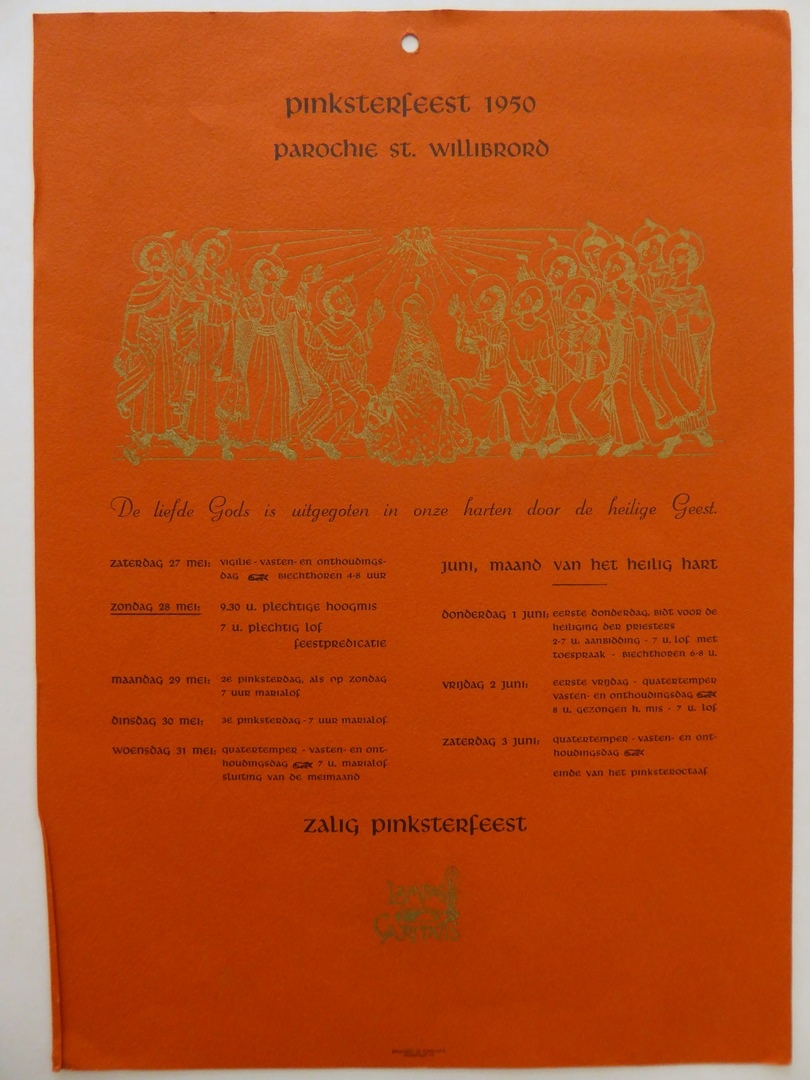 pinksterfeest 1950
parochie st. willibrord
De liefde Gods is uitgegoten in onze harten door de heilige Geest.
zaterdag 27 mei: vigilie - vasten- en onthoudings-
dag biechthoren 4-8 uur
zondag 28 mei: 9.30 u. plechtige hoogmis
7 u. plechtig lof
feestpredicatie
maandag 29 mei: 2e pinksterdag, als op zondag
7 uur marialof
dinsdag 30 mei: 3e pinksterdag - 7 uur marialof
woensdag 31 mei: quatertemper - vasten- en ont-
houdingsdag 7 u. marialof
sluiting van de meimaand
juni, maand van het heilig hart
donderdag 1 juni: eerste donderdag, bidt voor de
heiliging der priesters
2-7 u. aanbidding - 7 u. lof met
toespraak - biechthoren 6-8 u.
vrijdag 2 juni: eerste vrijdag - quatertemper
vasten- en onthoudingsdag
8 u. gezongen h. mis - 7 u. lof
zaterdag 3 juni: quatertemper - vasten- en ont-
houdingsdag
einde van het pinksteroctaaf
zalig pinksterfeest